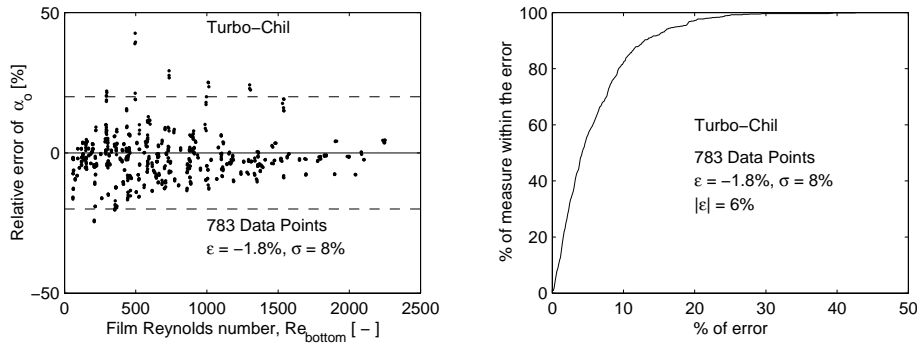 50
Turbo−Chil
Relative error of α_o [%]
0
783 Data Points
ε = −1.8%, σ = 8%
−50
0 500 1000 1500 2000 2500
Film Reynolds number, Re_bottom [ − ]
100
80
60
40
20
0
% of measure within the error
Turbo−Chil
783 Data Points
ε = −1.8%, σ = 8%
|ε| = 6%
0 10 20 30 40 50
% of error